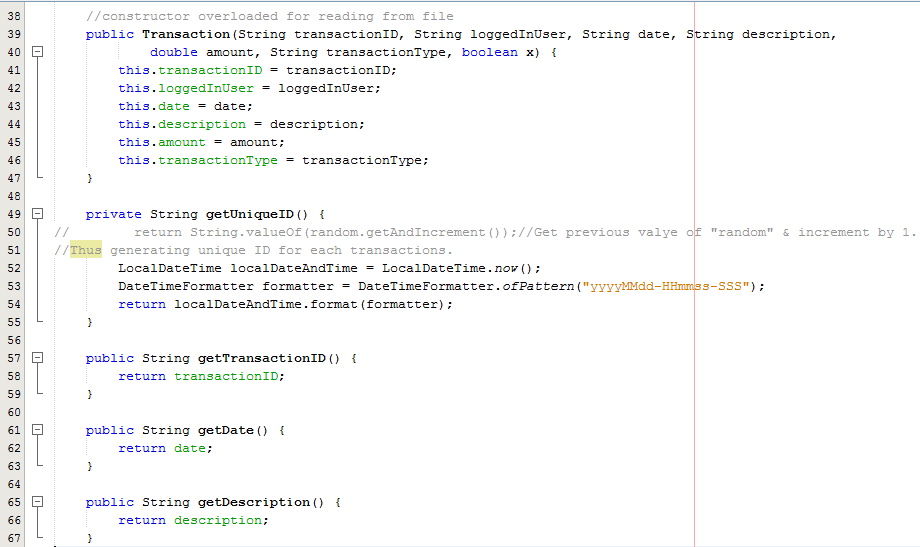 38 //constructor overloaded for reading from file
39 public Transaction(String transactionID, String loggedInUser, String date, String description,
40 double amount, String transactionType, boolean x) {
41 this.transactionID = transactionID;
42 this.loggedInUser = loggedInUser;
43 this.date = date;
44 this.description = description;
45 this.amount = amount;
46 this.transactionType = transactionType;
47 }
48
49 private String getUniqueID() {
50 // return String.valueOf(random.getAndIncrement());//Get previous valye of "random" & increment by 1.
51 //Thus generating unique ID for each transactions.
52 LocalDateTime localDateAndTime = LocalDateTime.now();
53 DateTimeFormatter formatter = DateTimeFormatter.ofPattern("yyyyMMdd-HHmmss-SSS");
54 return localDateAndTime.format(formatter);
55 }
56
57 public String getTransactionID() {
58 return transactionID;
59 }
60
61 public String getDate() {
62 return date;
63 }
64
65 public String getDescription() {
66 return description;
67 }